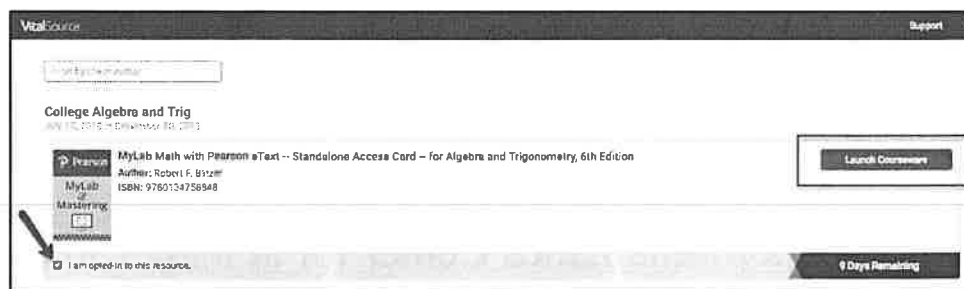 VitalSource
Support
College Algebra and Trig
MyLab Math with Pearson eText -- Standalone Access Card -- for Algebra and Trigonometry, 6th Edition
Author: Robert F. Blitzer
ISBN: 9780134756848
Launch Courseware
Pearson
MyLab
or
Mastering
I am opted-in to this resource.
9 Days Remaining